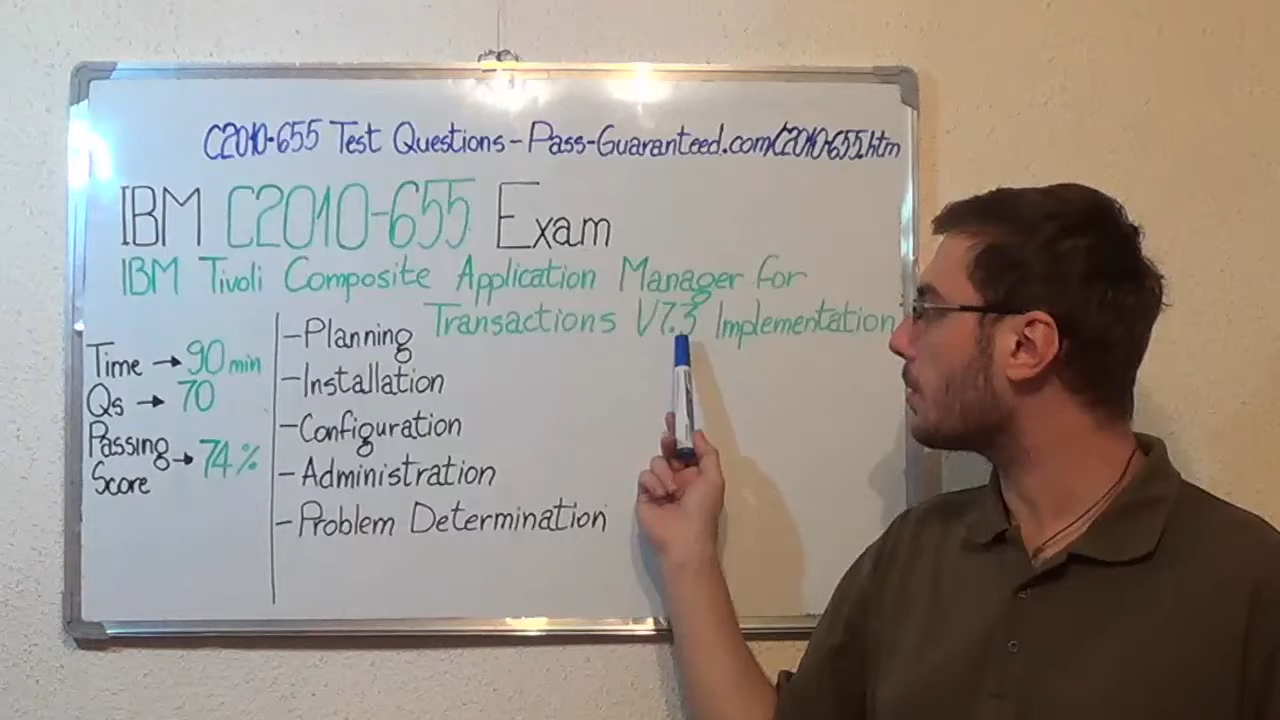 C2010-655 Test Questions - Pass-Guaranteed.com/C2010-655.htm
IBM C2010-655 Exam
IBM Tivoli Composite Application Manager for
Transactions V7.3 Implementation
Time → 90 min
Qs → 70
Passing
Score → 74%
- Planning
- Installation
- Configuration
- Administration
- Problem Determination